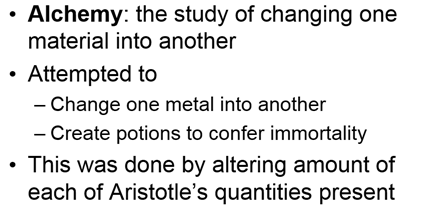 • Alchemy: the study of changing one
material into another
• Attempted to
– Change one metal into another
– Create potions to confer immortality
• This was done by altering amount of
each of Aristotle's quantities present